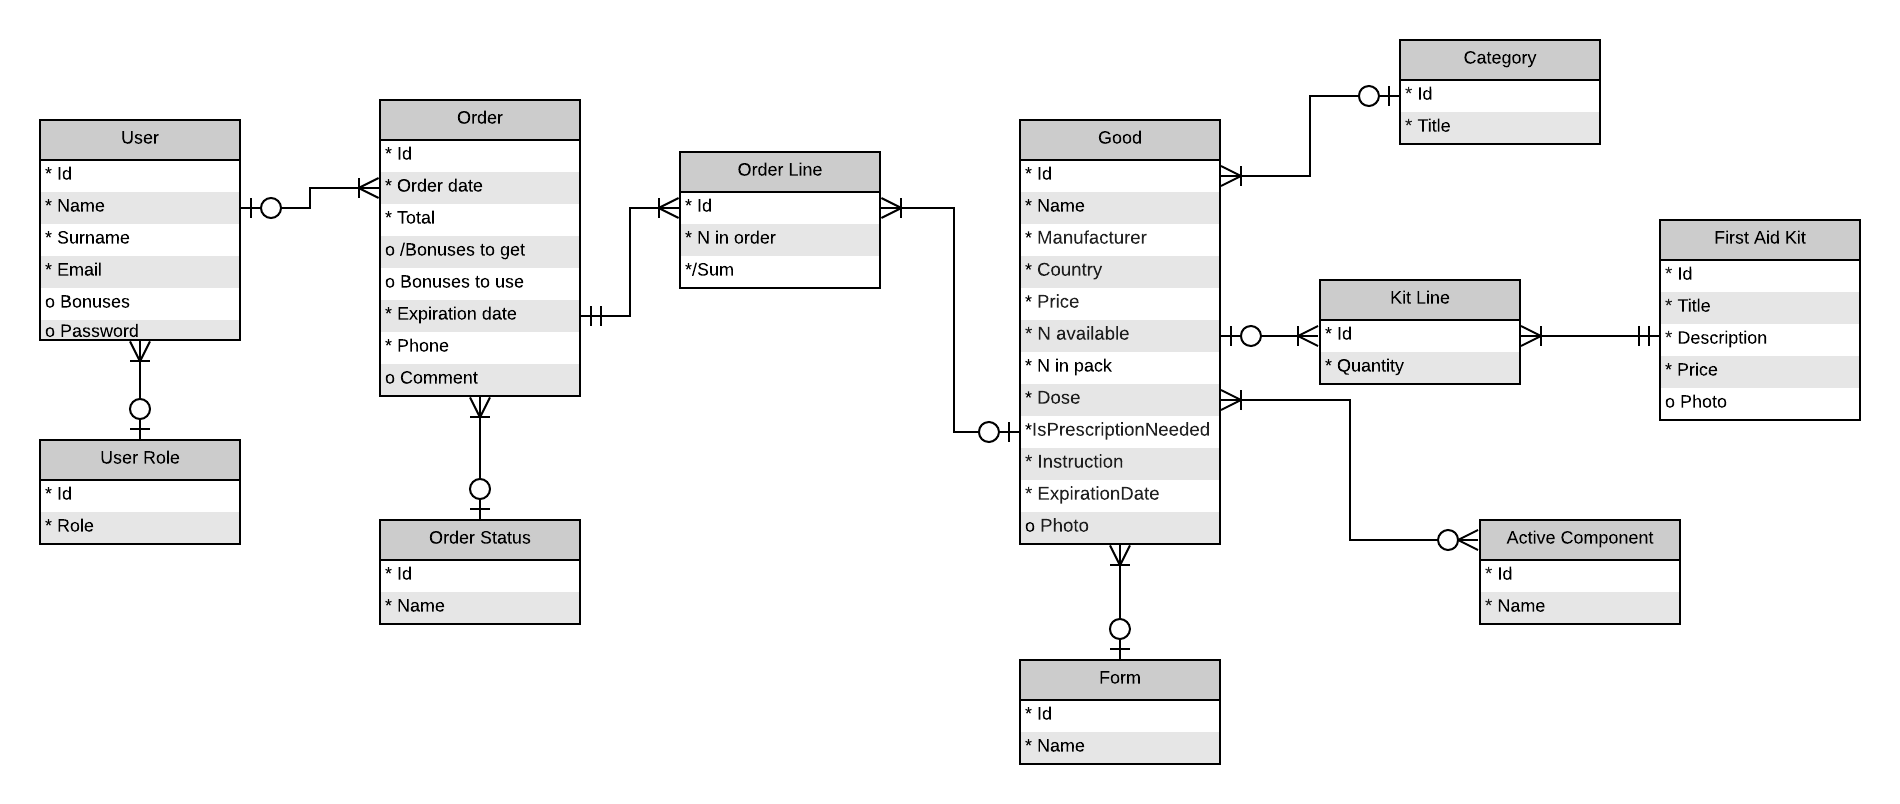 User
* Id
* Name
* Surname
* Email
o Bonuses
o Password
User Role
* Id
* Role
Order
* Id
* Order date
* Total
o /Bonuses to get
o Bonuses to use
* Expiration date
* Phone
o Comment
Order Status
* Id
* Name
Order Line
* Id
* N in order
*/Sum
Good
* Id
* Name
* Manufacturer
* Country
* Price
* N available
* N in pack
* Dose
*IsPrescriptionNeeded
* Instruction
* ExpirationDate
o Photo
Form
* Id
* Name
Category
* Id
* Title
Kit Line
* Id
* Quantity
First Aid Kit
* Id
* Title
* Description
* Price
o Photo
Active Component
* Id
* Name